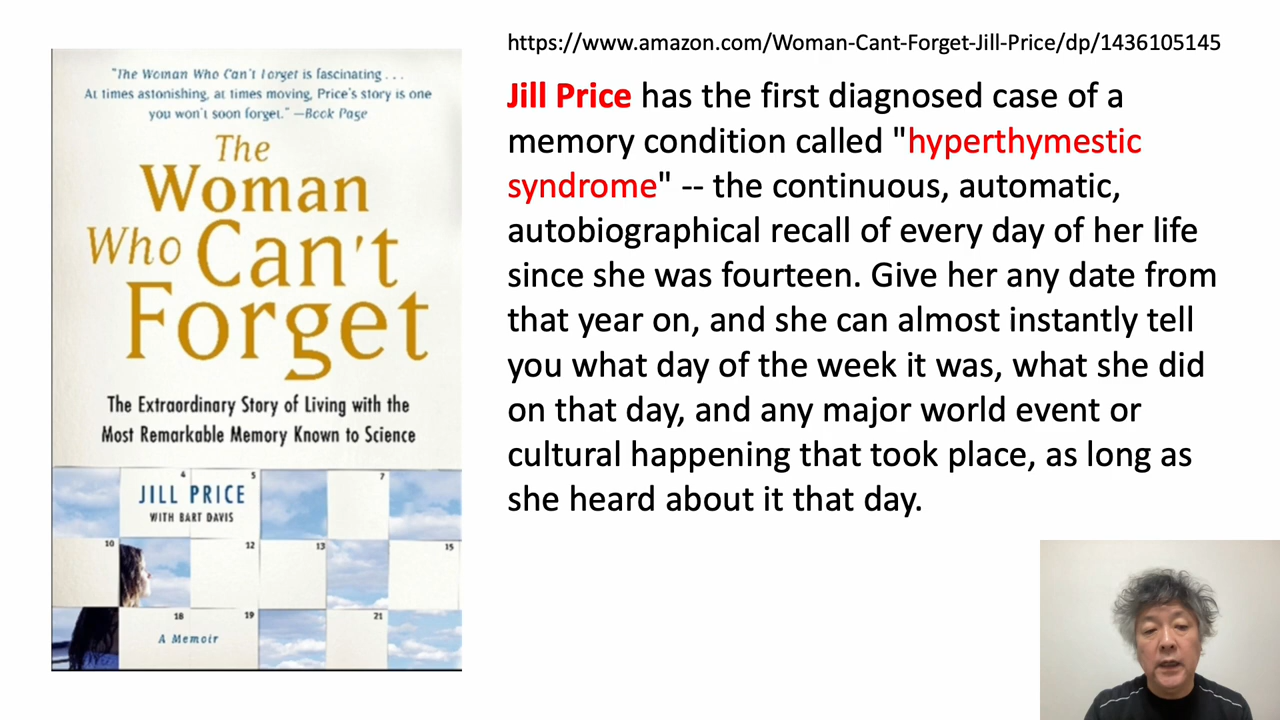 https://www.amazon.com/Woman-Cant-Forget-Jill-Price/dp/1436105145
"The Woman Who Can't Forget is fascinating . . .
At times astonishing, at times moving, Price's story is one
you won't soon forget." —Book Page
The
Woman
Who Can't
Forget
The Extraordinary Story of Living with the
Most Remarkable Memory Known to Science
4 5 7
JILL PRICE
WITH BART DAVIS
10 12 13 15
18 19 21
A Memoir
Jill Price has the first diagnosed case of a
memory condition called "hyperthymestic
syndrome" -- the continuous, automatic,
autobiographical recall of every day of her life
since she was fourteen. Give her any date from
that year on, and she can almost instantly tell
you what day of the week it was, what she did
on that day, and any major world event or
cultural happening that took place, as long as
she heard about it that day.